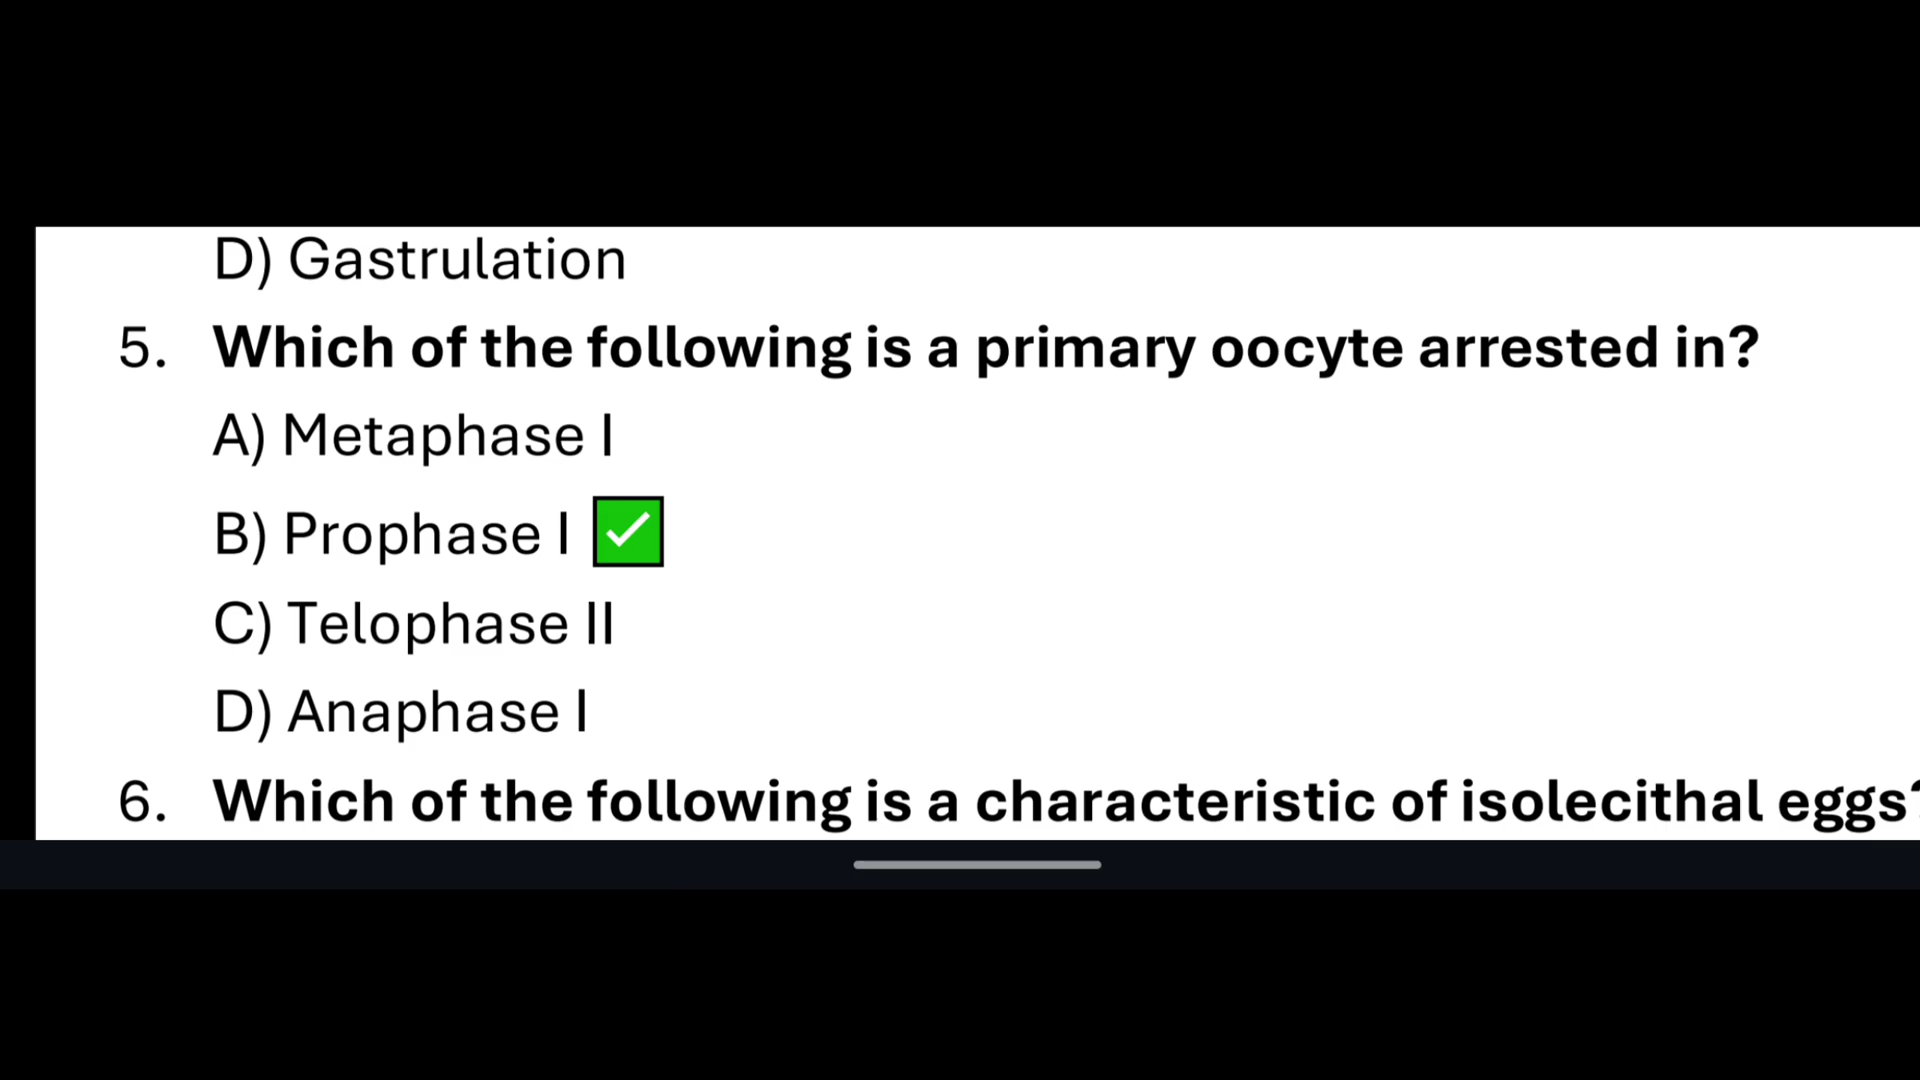 D) Gastrulation
5. Which of the following is a primary oocyte arrested in?
A) Metaphase I
B) Prophase I ✅
C) Telophase II
D) Anaphase I
6. Which of the following is a characteristic of isolecithal eggs?